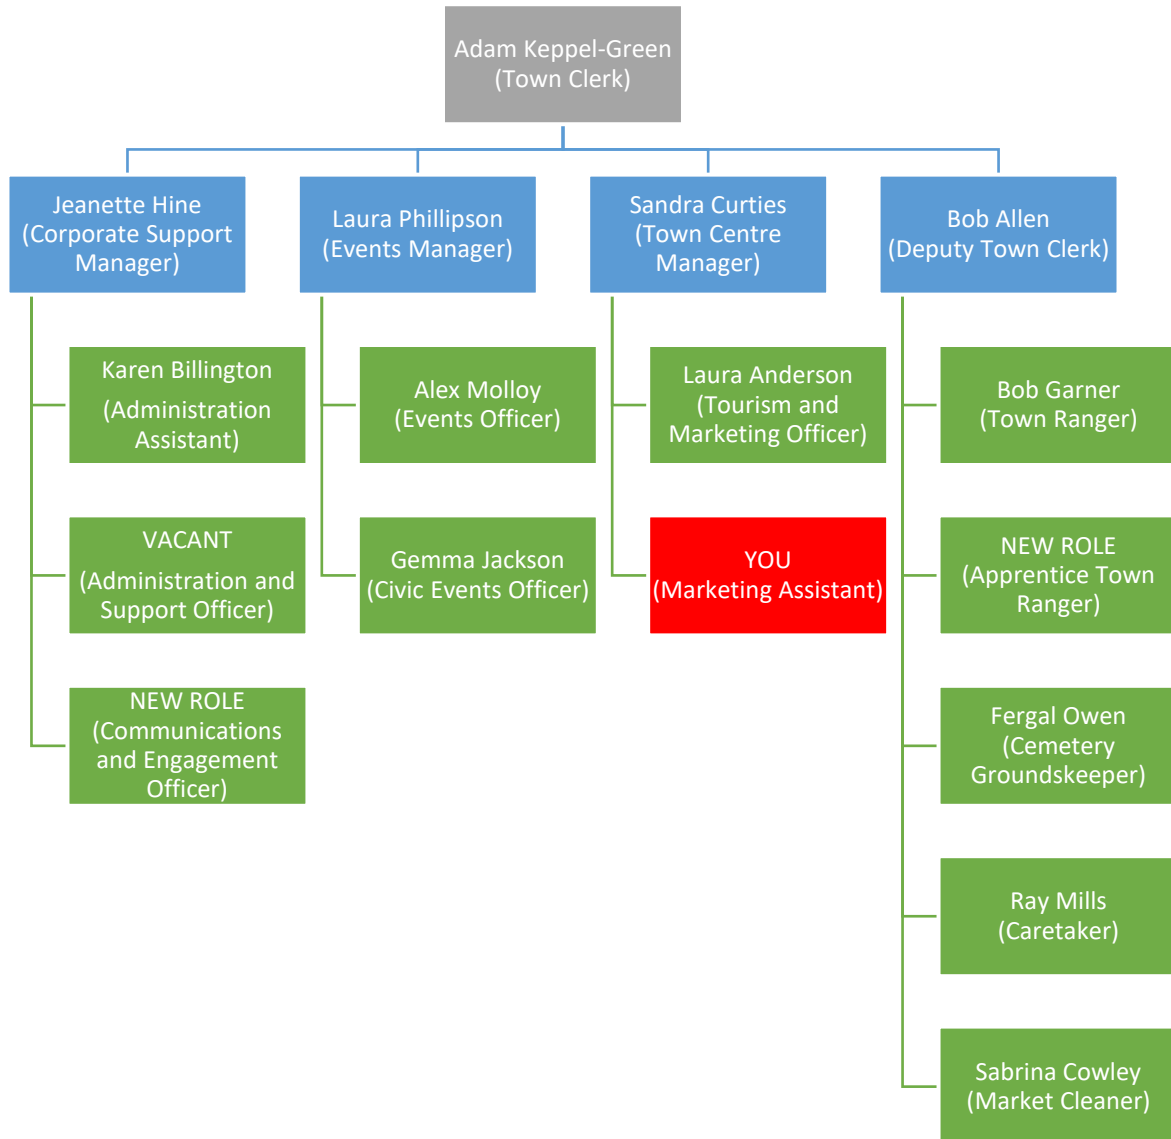 Adam Keppel-Green
(Town Clerk)
Jeanette Hine
(Corporate Support
Manager)
Laura Phillipson
(Events Manager)
Sandra Curties
(Town Centre
Manager)
Bob Allen
(Deputy Town Clerk)
Karen Billington
(Administration
Assistant)
VACANT
(Administration and
Support Officer)
NEW ROLE
(Communications
and Engagement
Officer)
Alex Molloy
(Events Officer)
Gemma Jackson
(Civic Events Officer)
Laura Anderson
(Tourism and
Marketing Officer)
YOU
(Marketing Assistant)
Bob Garner
(Town Ranger)
NEW ROLE
(Apprentice Town
Ranger)
Fergal Owen
(Cemetery
Groundskeeper)
Ray Mills
(Caretaker)
Sabrina Cowley
(Market Cleaner)